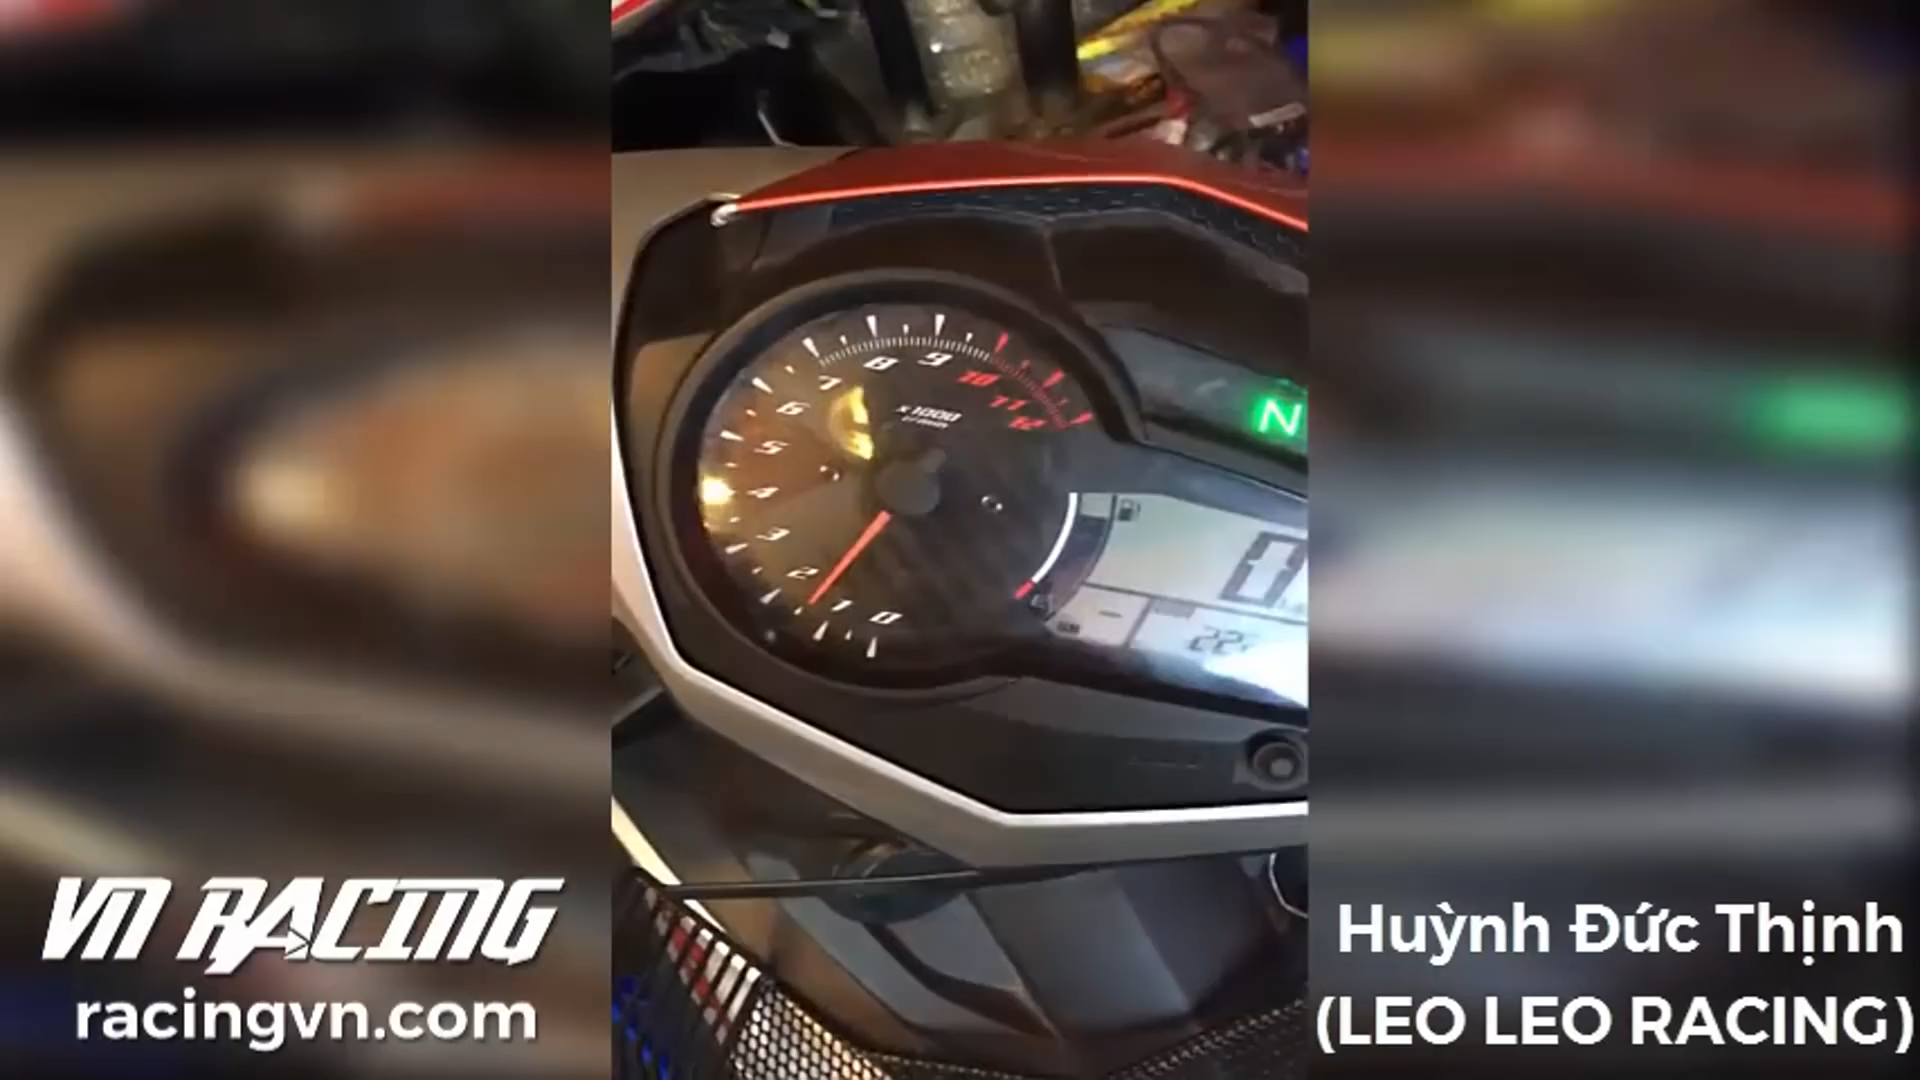 8
9
7
10
6
x1000
r/min
11
12
N
5
4
3
2
1
0
VN RACING
racingvn.com
Huỳnh Đức Thịnh
(LEO LEO RACING)